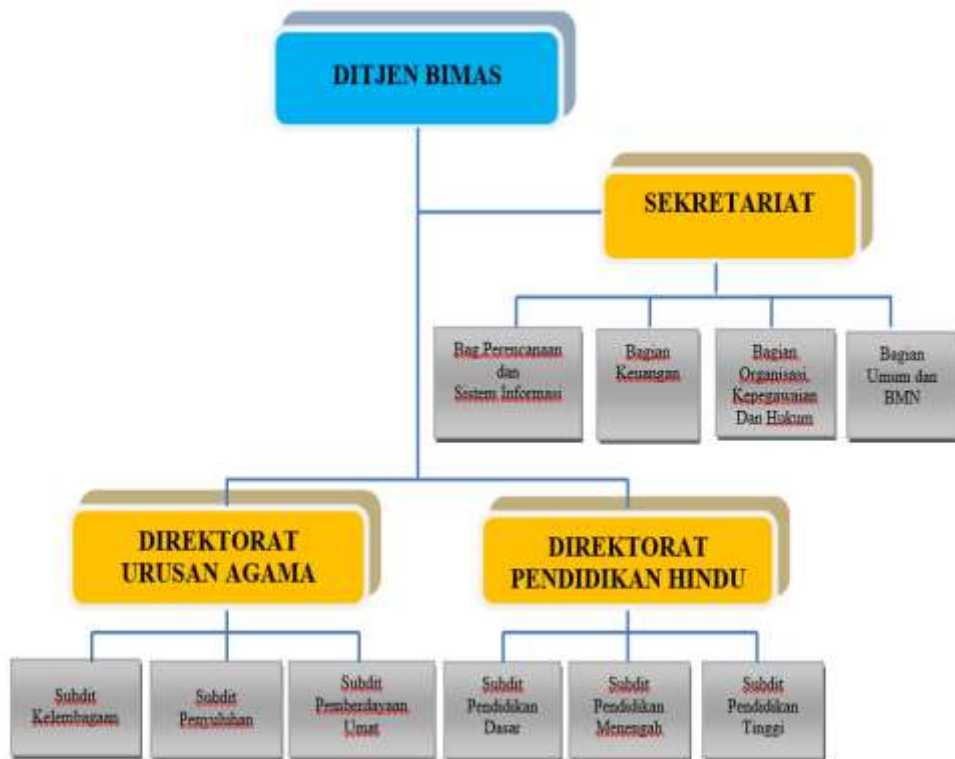 DITJEN BIMAS
SEKRETARIAT
Bag.Perencanaan
dan
Sistem Informasi
Bagian
Keuangan
Bagian
Organisasi,
Kepegawaian
Dan Hukum
Bagian
Umum dan
BMN
DIREKTORAT
URUSAN AGAMA
DIREKTORAT
PENDIDIKAN HINDU
Subdit
Kelembagaan
Subdit
Penyuluhan
Subdit
Pemberdayaan
Umat
Subdit
Pendidikan
Dasar
Subdit
Pendidikan
Menengah
Subdit
Pendidikan
Tinggi